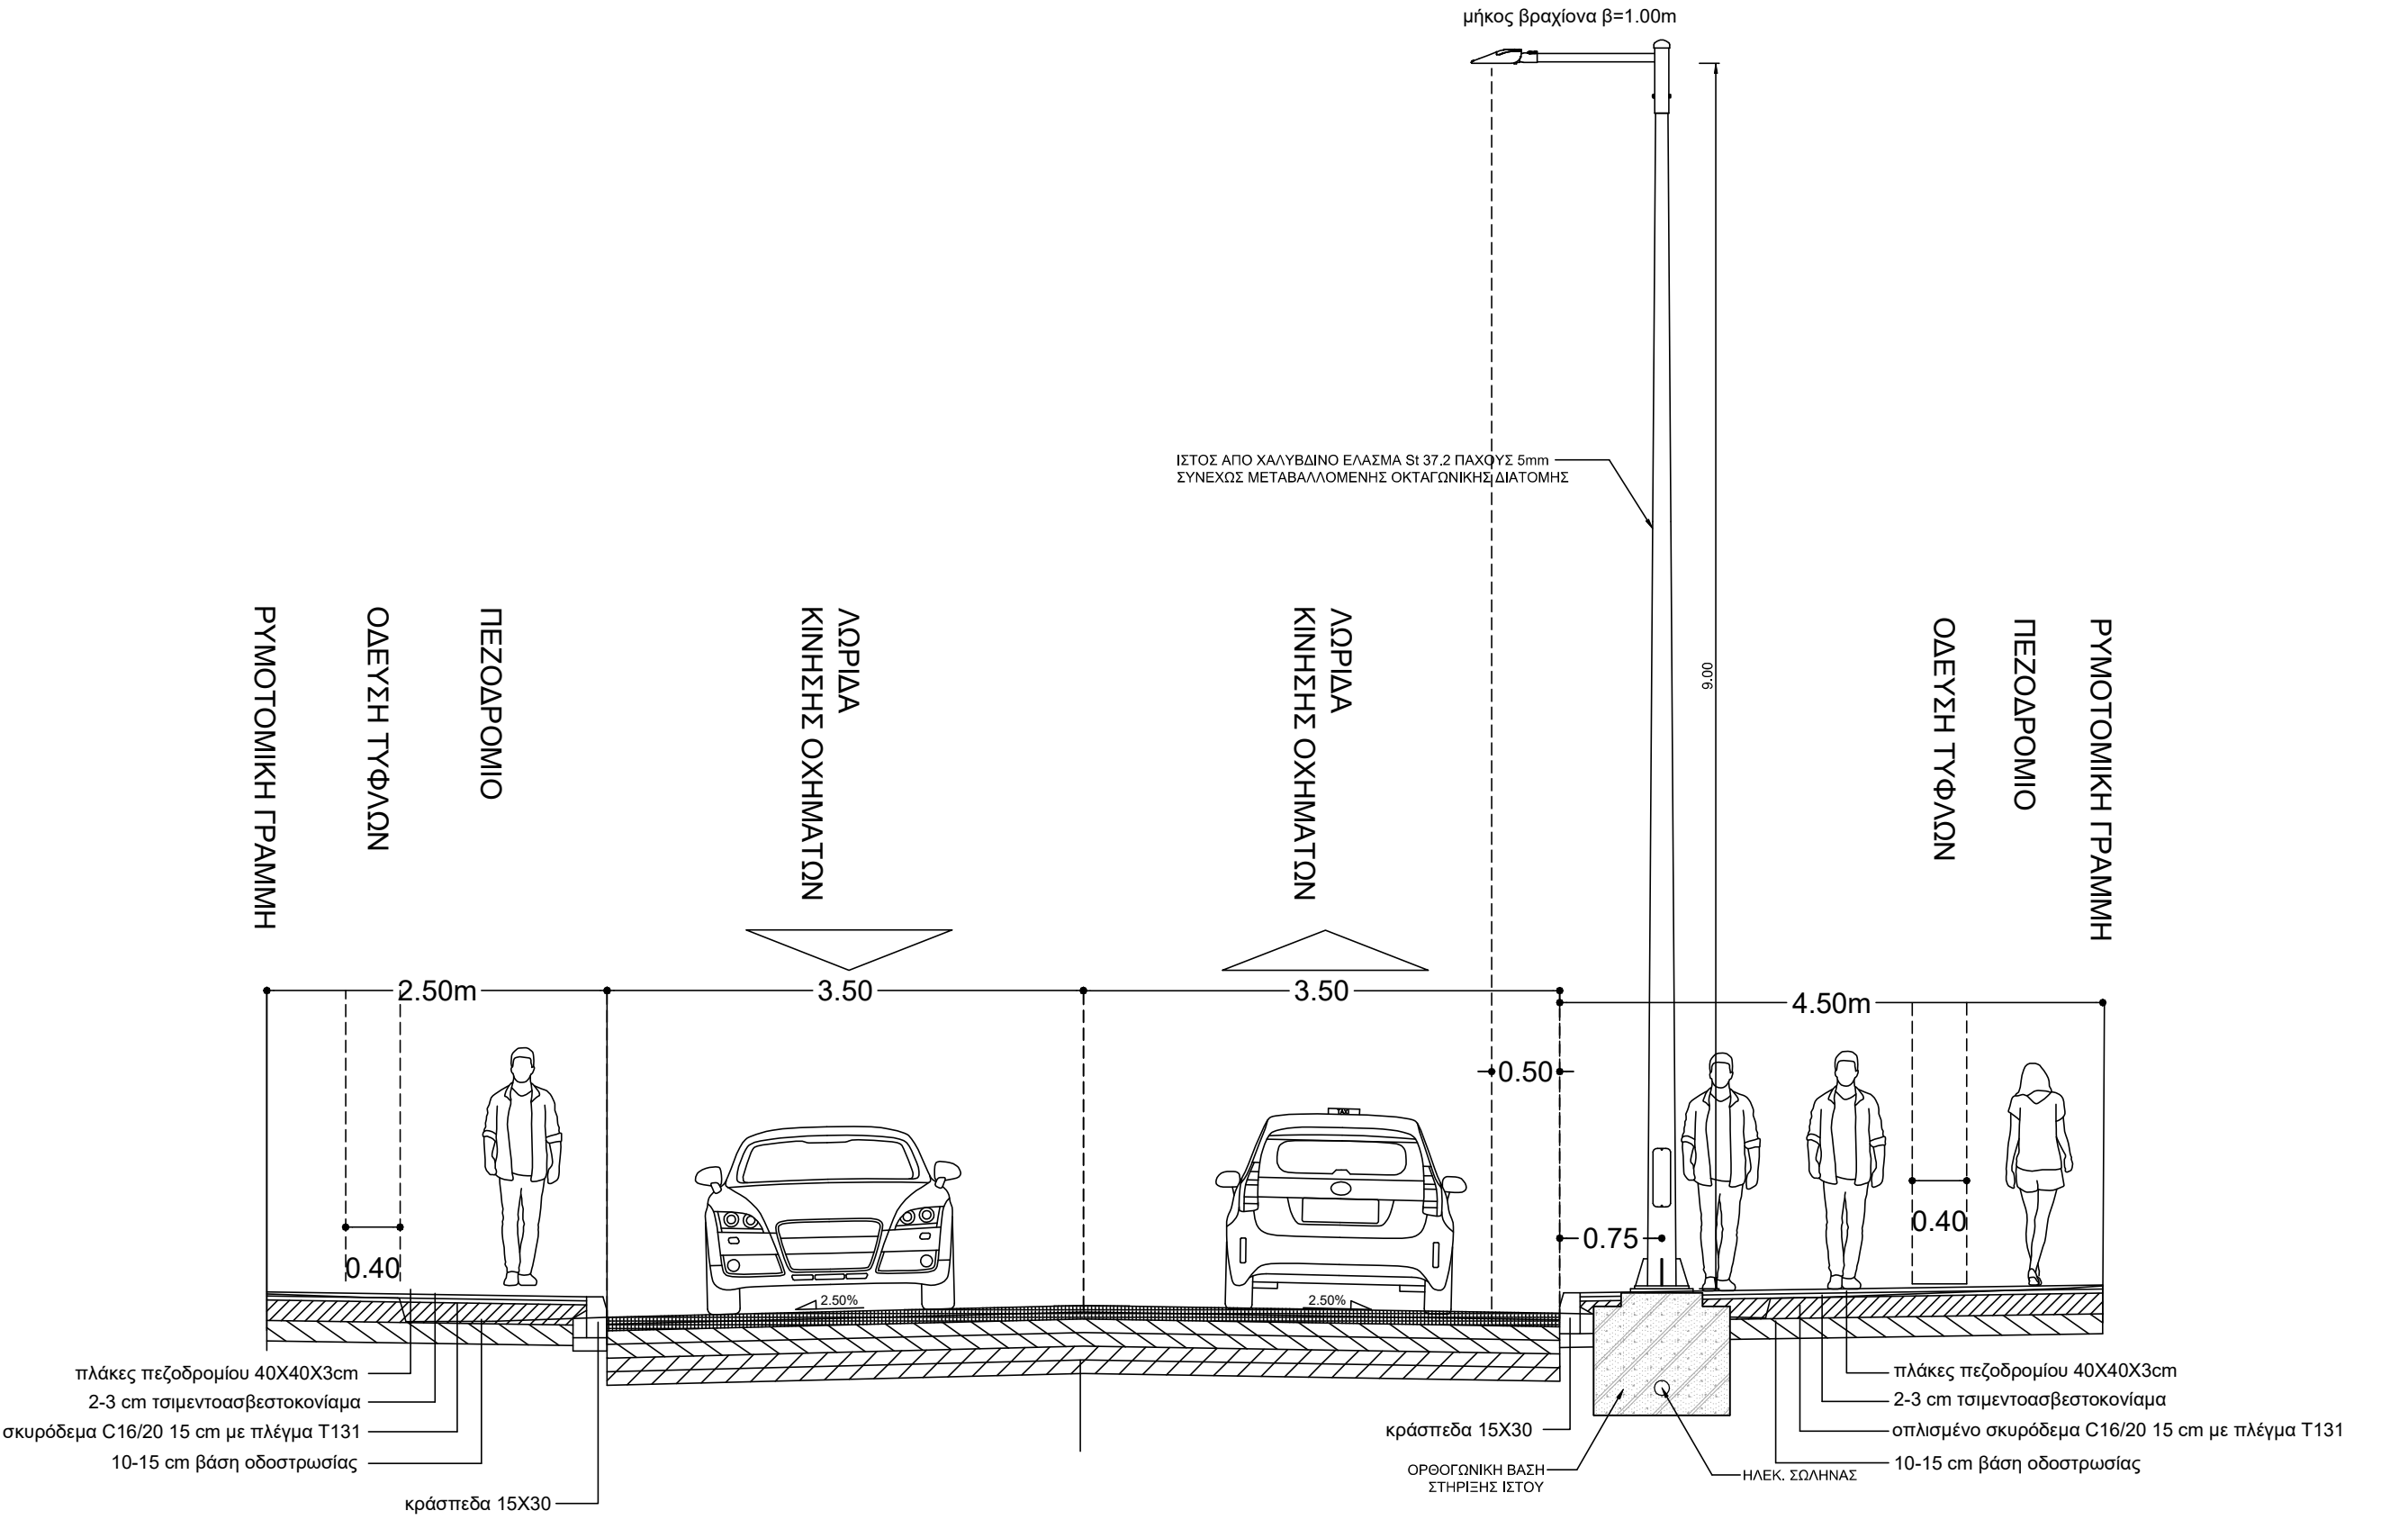 μήκος βραχίονα β=1.00m
ΙΣΤΟΣ ΑΠΟ ΧΑΛΥΒΔΙΝΟ ΕΛΑΣΜΑ St 37.2 ΠΑΧΟΥΣ 5mm
ΣΥΝΕΧΩΣ ΜΕΤΑΒΑΛΛΟΜΕΝΗΣ ΟΚΤΑΓΩΝΙΚΗΣ ΔΙΑΤΟΜΗΣ
ΡΥΜΟΤΟΜΙΚΗ ΓΡΑΜΜΗ
ΟΔΕΥΣΗ ΤΥΦΛΩΝ
ΠΕΖΟΔΡΟΜΙΟ
ΛΩΡΙΔΑ
ΚΙΝΗΣΗΣ ΟΧΗΜΑΤΩΝ
ΛΩΡΙΔΑ
ΚΙΝΗΣΗΣ ΟΧΗΜΑΤΩΝ
9.00
ΟΔΕΥΣΗ ΤΥΦΛΩΝ
ΠΕΖΟΔΡΟΜΙΟ
ΡΥΜΟΤΟΜΙΚΗ ΓΡΑΜΜΗ
2.50m
3.50
3.50
4.50m
0.50
TAXI
0.40
0.75
0.40
2.50%
2.50%
πλάκες πεζοδρομίου 40Χ40Χ3cm
2-3 cm τσιμεντοασβεστοκονίαμα
σκυρόδεμα C16/20 15 cm με πλέγμα Τ131
10-15 cm βάση οδοστρωσίας
κράσπεδα 15Χ30
κράσπεδα 15Χ30
ΟΡΘΟΓΩΝΙΚΗ ΒΑΣΗ
ΣΤΗΡΙΞΗΣ ΙΣΤΟΥ
ΗΛΕΚ. ΣΩΛΗΝΑΣ
πλάκες πεζοδρομίου 40Χ40Χ3cm
2-3 cm τσιμεντοασβεστοκονίαμα
οπλισμένο σκυρόδεμα C16/20 15 cm με πλέγμα Τ131
10-15 cm βάση οδοστρωσίας